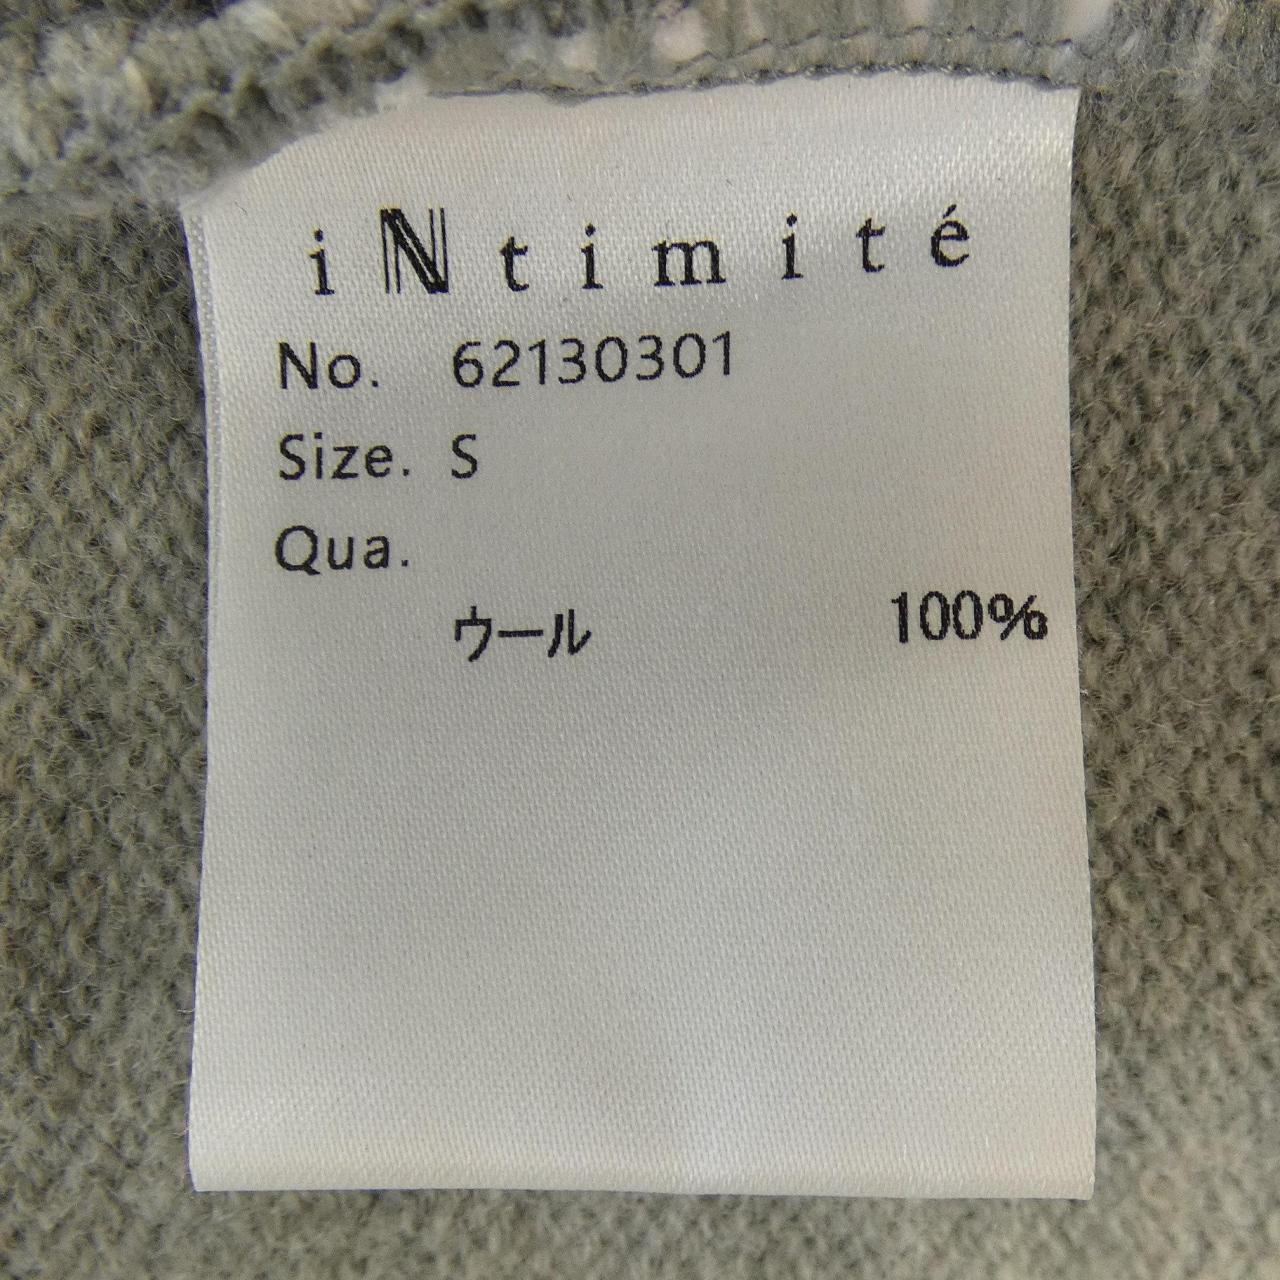 iNtimité
No. 62130301
Size. S
Qua.
ウール 100%